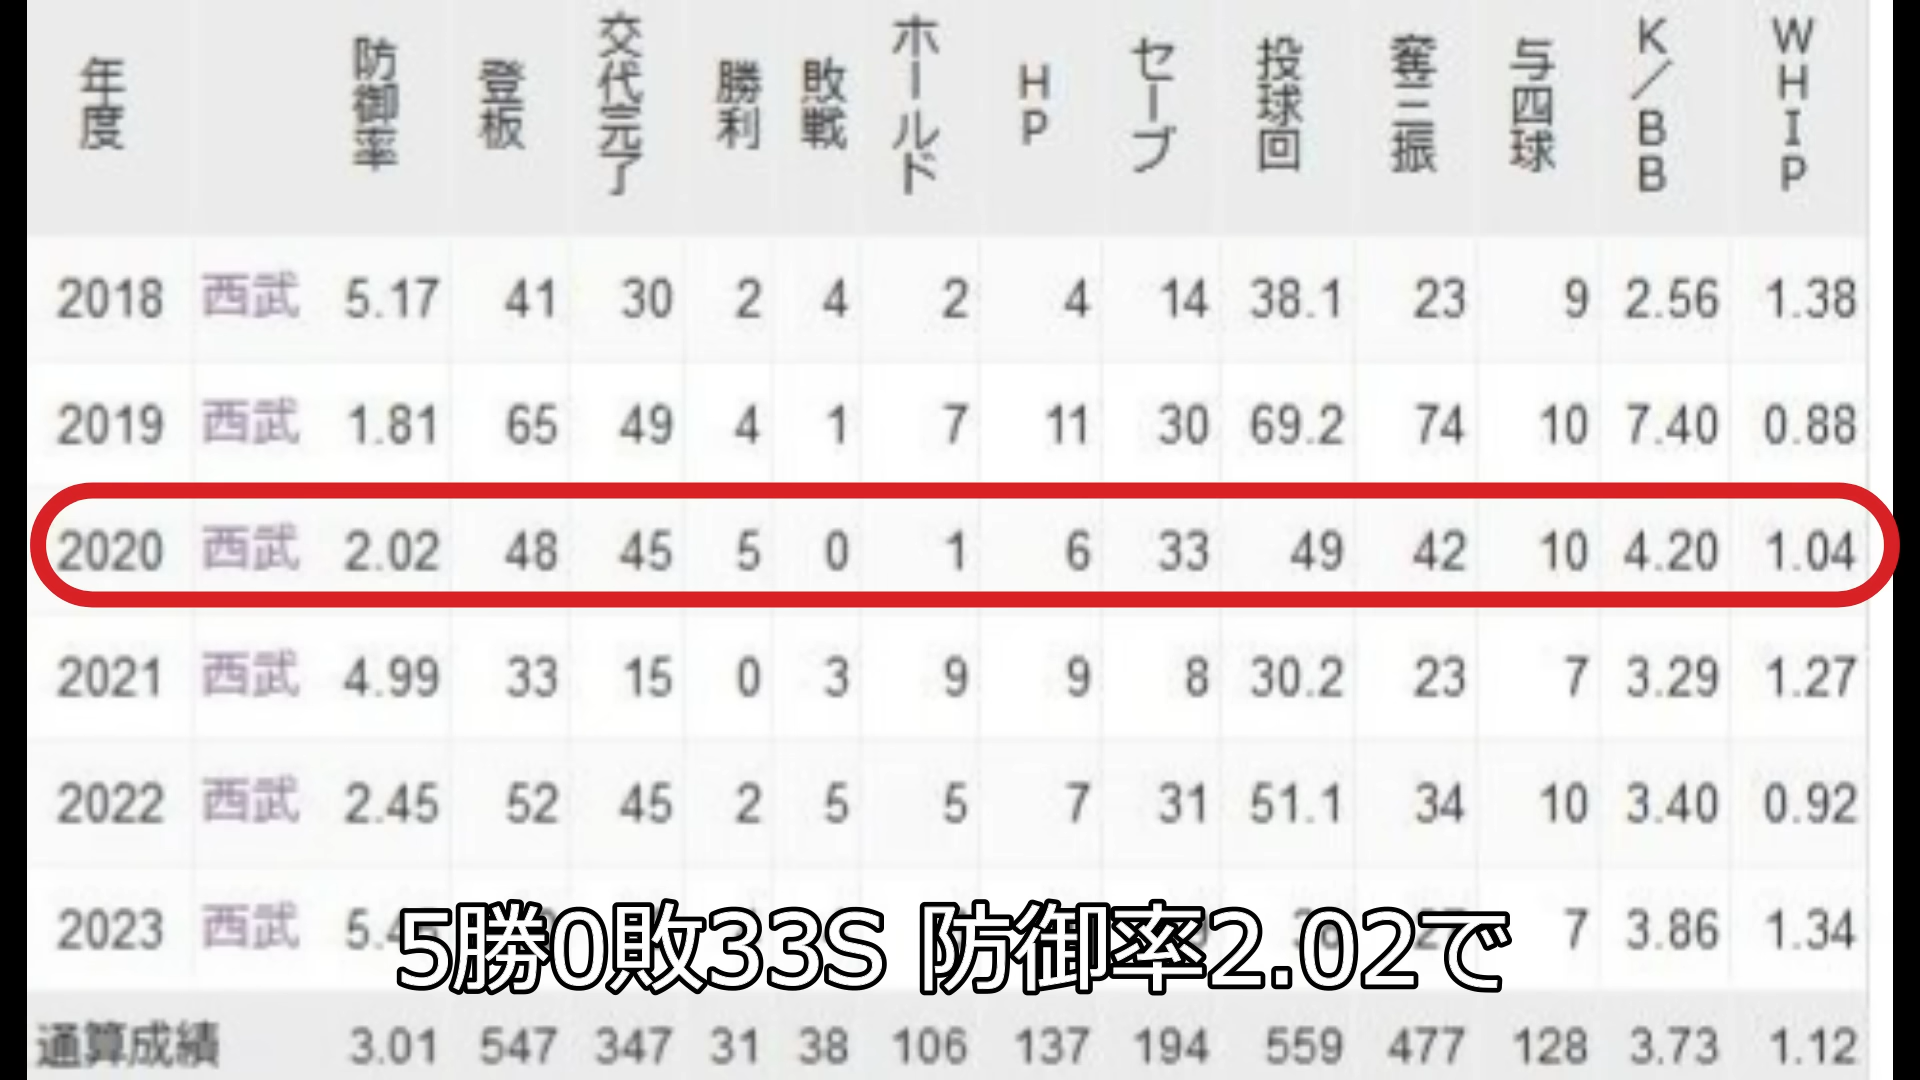 年度 防御率 登板 交代完了 勝利 敗戦 ホールド HP セーブ 投球回 奪三振 与四球 K/BB WHIP
2018 西武 5.17 41 30 2 4 2 4 14 38.1 23 9 2.56 1.38
2019 西武 1.81 65 49 4 1 7 11 30 69.2 74 10 7.40 0.88
2020 西武 2.02 48 45 5 0 1 6 33 49 42 10 4.20 1.04
2021 西武 4.99 33 15 0 3 9 9 8 30.2 23 7 3.29 1.27
2022 西武 2.45 52 45 2 5 5 7 31 51.1 34 10 3.40 0.92
2023 西武 7 3.86 1.34
5勝0敗33S 防御率2.02で
通算成績 3.01 547 347 31 38 106 137 194 559 477 128 3.73 1.12